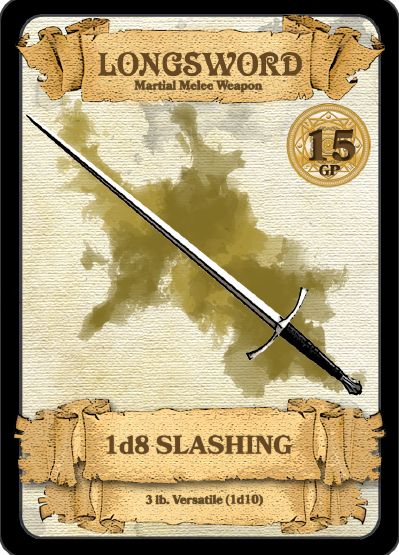 LONGSWORD
Martial Melee Weapon
15
GP
1d8 SLASHING
3 lb. Versatile (1d10)